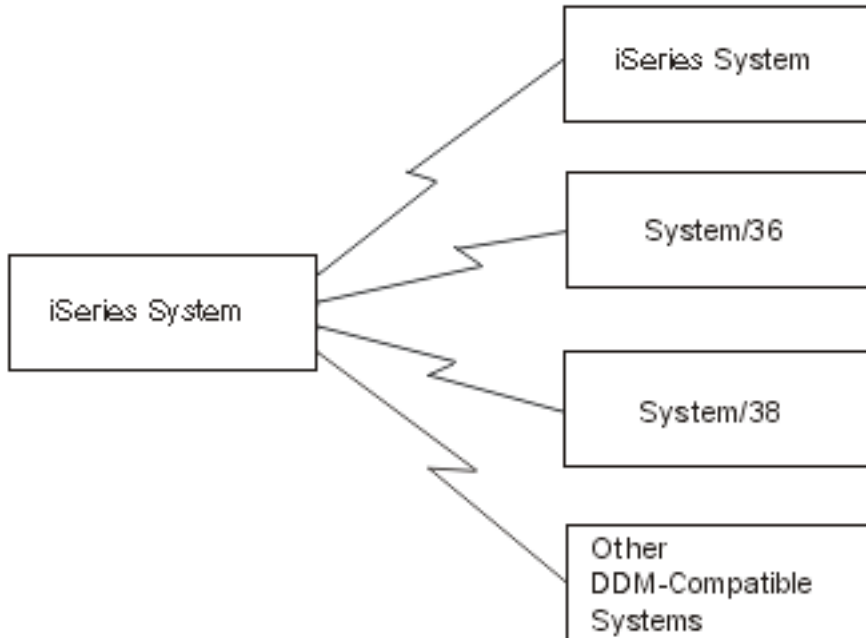 iSeries System
System/36
iSeries System
System/38
Other
DDM-Compatible
Systems